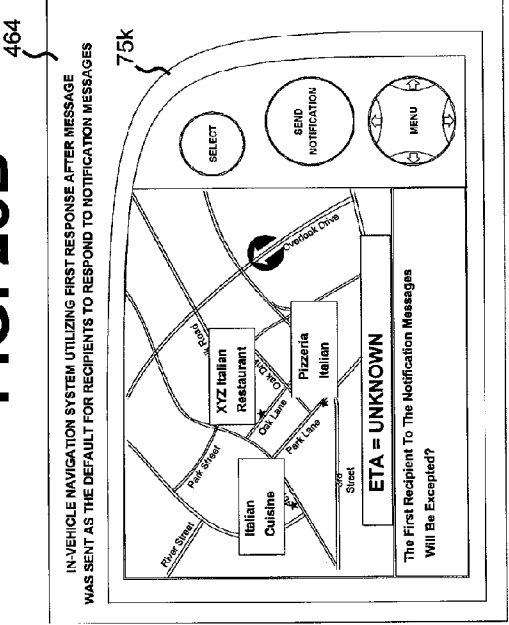 464
IN-VEHICLE NAVIGATION SYSTEM UTILIZING FIRST RESPONSE AFTER MESSAGE
WAS SENT AS THE DEFAULT FOR RECIPIENTS TO RESPOND TO NOTIFICATION MESSAGES
75k
River Street
Park Street
Road
XYZ Italian
Restaurant
Overlook Drive
Italian
Cuisine
Oak Lane
Park Lane
Pizzeria
Italian
3rd
Street
ETA = UNKNOWN
The First Recipient To The Notification Messages
Will Be Excepted?
SELECT
SEND
NOTIFICATION
MENU